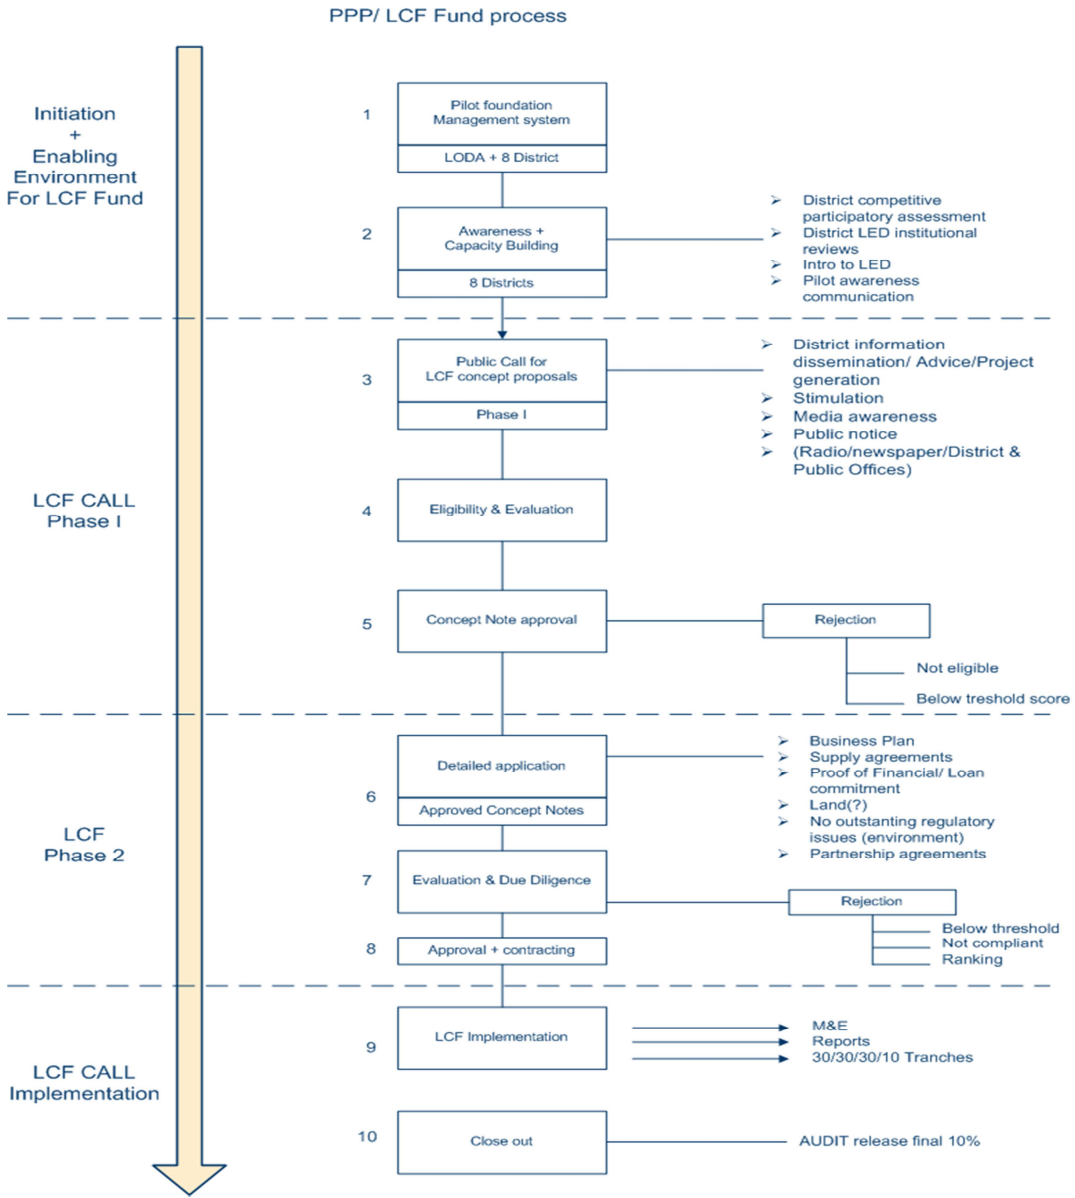 PPP/ LCF Fund process
Initiation
+
Enabling
Environment
For LCF Fund
1
Pilot foundation
Management system
LODA + 8 District
2
Awareness +
Capacity Building
8 Districts
➢ District competitive
participatory assessment
➢ District LED institutional
reviews
➢ Intro to LED
➢ Pilot awareness
communication
LCF CALL
Phase I
3
Public Call for
LCF concept proposals
Phase I
➢ District information
dissemination/ Advice/Project
generation
➢ Stimulation
➢ Media awareness
➢ Public notice
➢ (Radio/newspaper/District &
Public Offices)
4
Eligibility & Evaluation
5
Concept Note approval
Rejection
Not eligible
Below treshold score
LCF
Phase 2
6
Detailed application
Approved Concept Notes
➢ Business Plan
➢ Supply agreements
➢ Proof of Financial/ Loan
commitment
➢ Land(?)
➢ No outstanding regulatory
issues (environment)
➢ Partnership agreements
7
Evaluation & Due Diligence
Rejection
Below threshold
Not compliant
Ranking
8
Approval + contracting
LCF CALL
Implementation
9
LCF Implementation
M&E
Reports
30/30/30/10 Tranches
10
Close out
AUDIT release final 10%